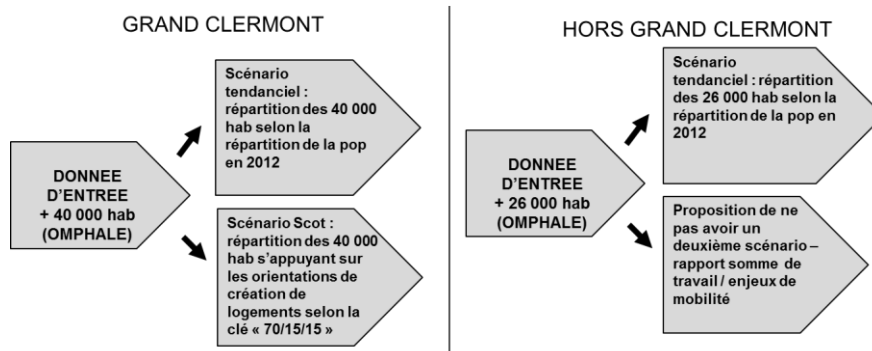 GRAND CLERMONT
DONNEE
D'ENTREE
+ 40 000 hab
(OMPHALE)
Scénario
tendanciel :
répartition des 40 000
hab selon la
répartition de la pop
en 2012
Scénario Scot :
répartition des 40 000
hab s'appuyant sur
les orientations de
création de
logements selon la
clé « 70/15/15 »
HORS GRAND CLERMONT
DONNEE
D'ENTREE
+ 26 000 hab
(OMPHALE)
Scénario
tendanciel : répartition
des 26 000 hab selon la
répartition de la pop en
2012
Proposition de ne
pas avoir un
deuxième scénario –
rapport somme de
travail / enjeux de
mobilité